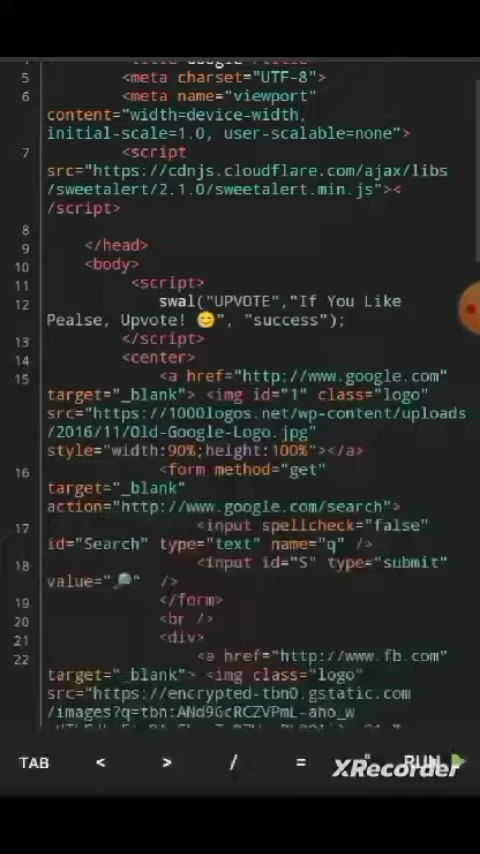 5 <meta charset="UTF-8">
6 <meta name="viewport"
content="width=device-width,
initial-scale=1.0, user-scalable=none">
7 <script
src="https://cdnjs.cloudflare.com/ajax/libs
/sweetalert/2.1.0/sweetalert.min.js"><
/script>
8
9 </head>
10 <body>
11 <script>
12 swal("UPVOTE","If You Like
Pealse, Upvote! 😊", "success");
13 </script>
14 <center>
15 <a href="http://www.google.com"
target="_blank"> <img id="1" class="logo"
src="https://1000logos.net/wp-content/uploads
/2016/11/Old-Google-Logo.jpg"
style="width:90%;height:100%"></a>
16 <form method="get"
target="_blank"
action="http://www.google.com/search">
17 <input spellcheck="false"
id="Search" type="text" name="q" />
18 <input id="S" type="submit"
value="🔎" />
19 </form>
20 <br />
21 <div>
22 <a href="http://www.fb.com"
target="_blank"> <img class="logo"
src="https://encrypted-tbn0.gstatic.com
/images?q=tbn:ANd9GcRCZVPmL-aho_w
TAB < > / = " RUN
XRecorder